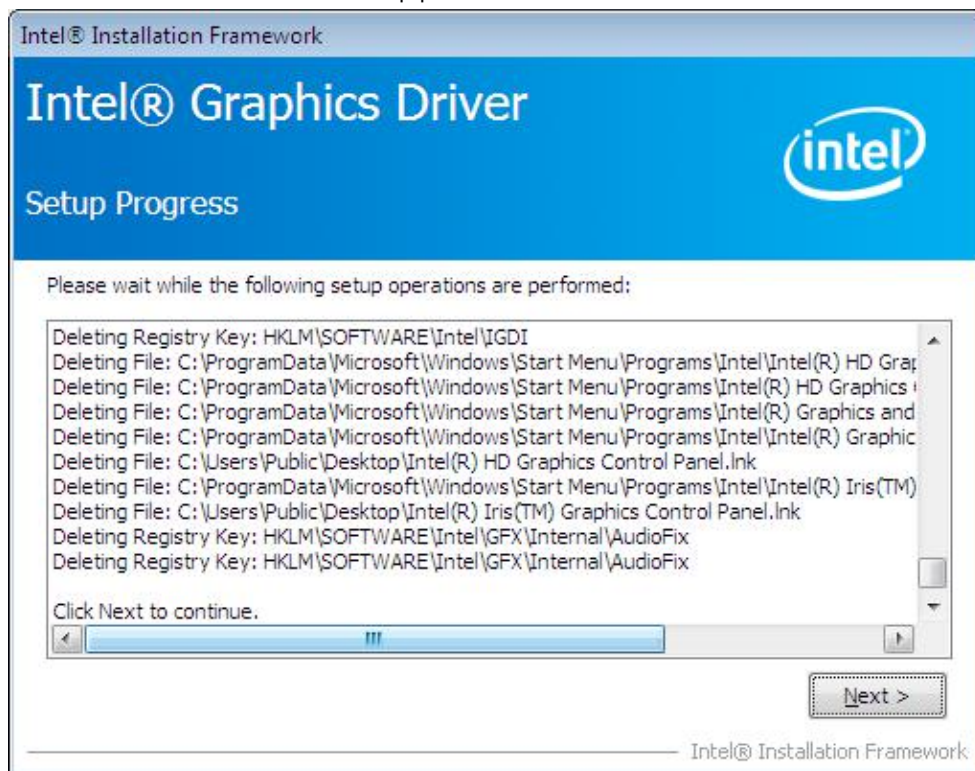 Intel® Installation Framework
Intel® Graphics Driver
intel
Setup Progress
Please wait while the following setup operations are performed:
Deleting Registry Key: HKLM\SOFTWARE\Intel\IGDI
Deleting File: C:\ProgramData\Microsoft\Windows\Start Menu\Programs\Intel\Intel(R) HD
Deleting File: C:\ProgramData\Microsoft\Windows\Start Menu\Programs\Intel(R) HD Graphics
Deleting File: C:\ProgramData\Microsoft\Windows\Start Menu\Programs\Intel(R) Graphics and
Deleting File: C:\ProgramData\Microsoft\Windows\Start Menu\Programs\Intel\Intel(R) Graphic
Deleting File: C:\Users\Public\Desktop\Intel(R) HD Graphics Control Panel.lnk
Deleting File: C:\ProgramData\Microsoft\Windows\Start Menu\Programs\Intel\Intel(R) Iris(TM)
Deleting File: C:\Users\Public\Desktop\Intel(R) Iris(TM) Graphics Control Panel.lnk
Deleting Registry Key: HKLM\SOFTWARE\Intel\GFX\Internal\AudioFix
Deleting Registry Key: HKLM\SOFTWARE\Intel\GFX\Internal\AudioFix
Click Next to continue.
Next >
Intel® Installation Framework